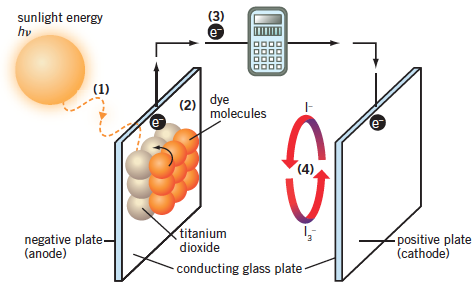 sunlight energy
hν
(1)
(2)
dye
molecules
(3)
e⁻
e⁻
I⁻
(4)
I₃⁻
e⁻
negative plate
(anode)
titanium
dioxide
conducting glass plate
positive plate
(cathode)